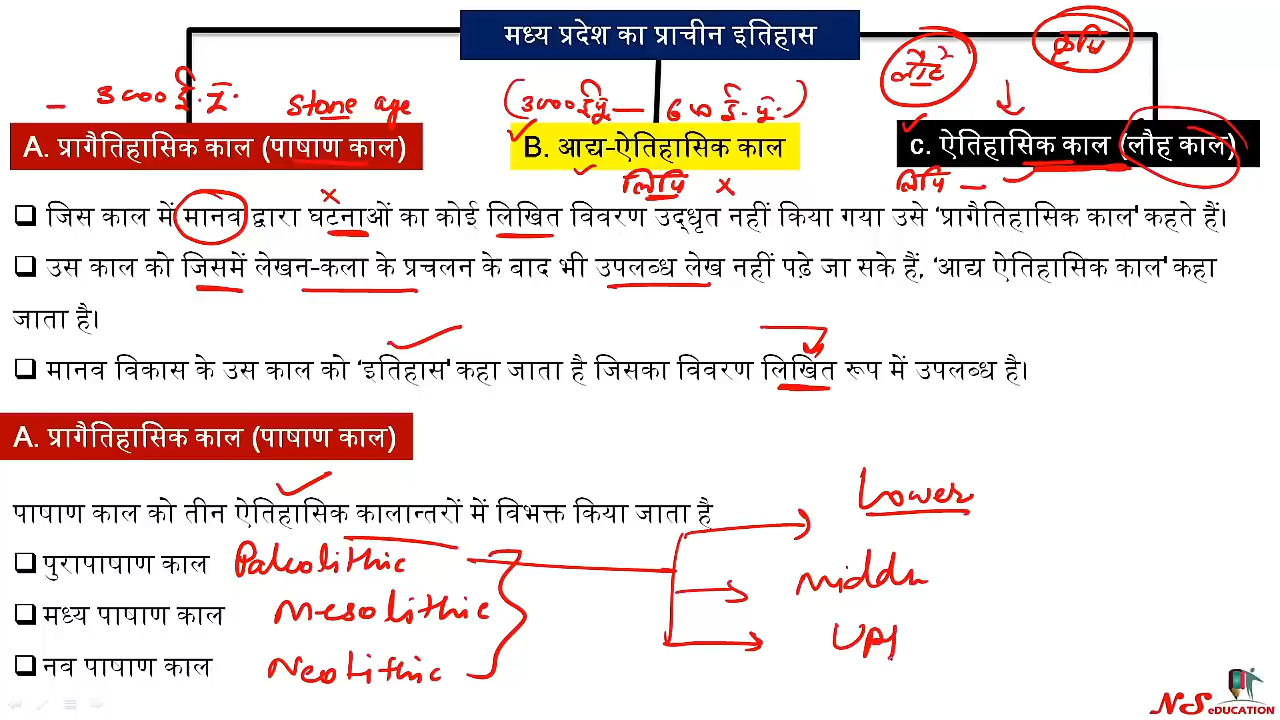 मध्य प्रदेश का प्राचीन इतिहास
लौह
कृषि
- 3000 ई. पू. Stone age
(3000 ई.पू. — 600 ई. पू.)
A. प्रागैतिहासिक काल (पाषाण काल)
B. आद्य-ऐतिहासिक काल
c. ऐतिहासिक काल (लौह काल)
लिपि x
लिपि -
❑ जिस काल में मानव द्वारा घटनाओं का कोई लिखित विवरण उद्धृत नहीं किया गया उसे ‘प्रागैतिहासिक काल' कहते हैं।
❑ उस काल को जिसमें लेखन-कला के प्रचलन के बाद भी उपलब्ध लेख नहीं पढ़े जा सके हैं, ‘आद्य ऐतिहासिक काल' कहा
जाता है।
❑ मानव विकास के उस काल को ‘इतिहास' कहा जाता है जिसका विवरण लिखित रूप में उपलब्ध है।
A. प्रागैतिहासिक काल (पाषाण काल)
Lower
पाषाण काल को तीन ऐतिहासिक कालान्तरों में विभक्त किया जाता है
❑ पुरापाषाण काल Paleolithic
❑ मध्य पाषाण काल Mesolithic
❑ नव पाषाण काल Neolithic
NS eDUCATION